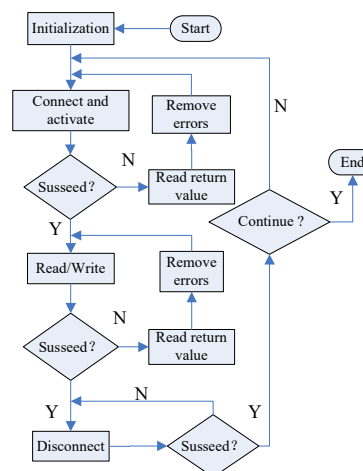 Initialization
Start
N
Connect and
activate
Remove
errors
N
Susseed?
Read return
value
End
Y
Continue ?
Y
Read/Write
Remove
errors
N
Susseed?
Read return
value
N
Y
Y
Disconnect
Susseed?